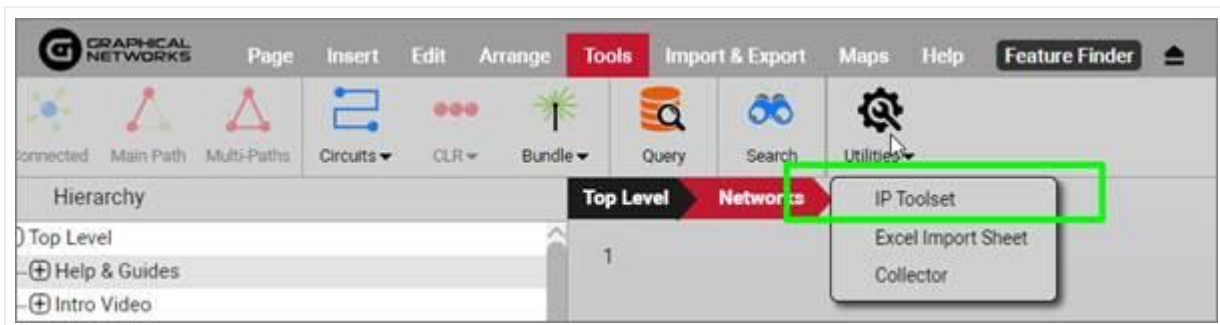 GRAPHICAL
NETWORKS
Page Insert Edit Arrange Tools Import & Export Maps Help Feature Finder
Main Path Multi-Paths Circuits CLR Bundle Query Search Utilities
Hierarchy
Top Level Networks
IP Toolset
Top Level
1
Excel Import Sheet
Help & Guides
Collector
Intro Video